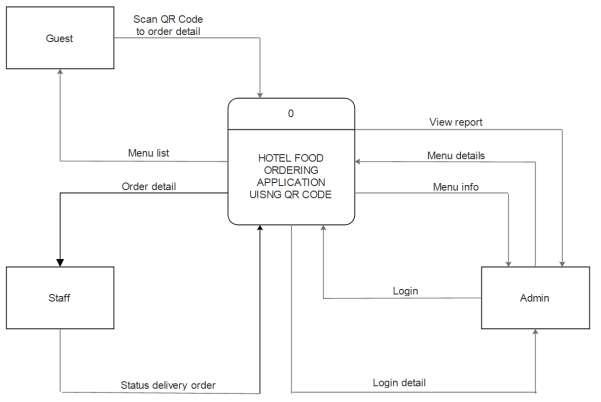 Guest
Scan QR Code
to order detail
0
HOTEL FOOD
ORDERING
APPLICATION
UISNG QR CODE
View report
Menu list
Menu details
Order detail
Menu info
Staff
Login
Admin
Status delivery order
Login detail